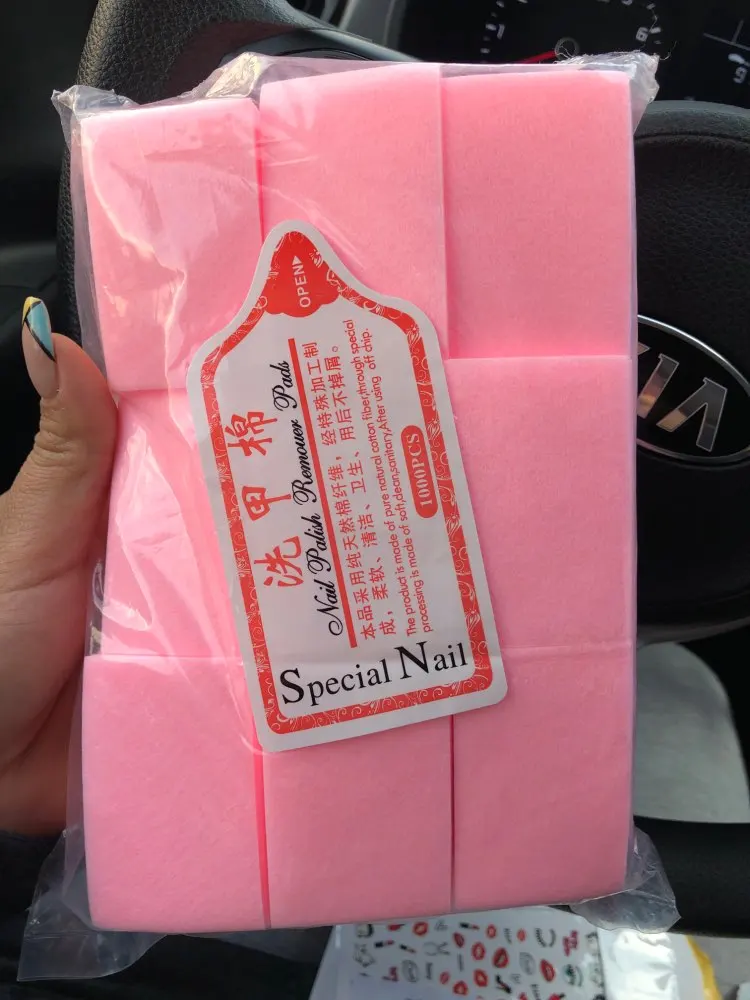 OPEN
洗甲棉
Nail Palish Remouer Pads
本品采用纯天然棉纤维，经特殊加工制
成，柔软、清洁、卫生、用后不掉屑。
The product is made of pure natural cotton fiber,through special
processing is made of soft,clean,sanitary,After using off chip.
1000PCS
Special Nail
KIA